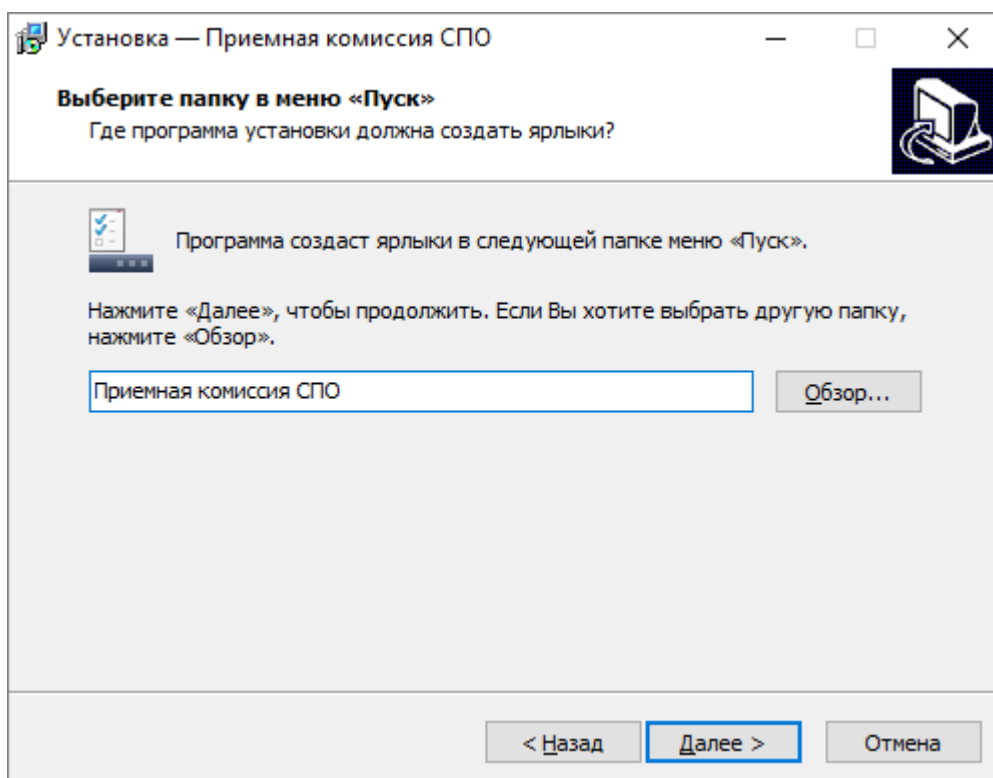 Установка — Приемная комиссия СПО
Выберите папку в меню «Пуск»
Где программа установки должна создать ярлыки?
Программа создаст ярлыки в следующей папке меню «Пуск».
Нажмите «Далее», чтобы продолжить. Если Вы хотите выбрать другую папку,
нажмите «Обзор».
Приемная комиссия СПО
Обзор...
< Назад
Далее >
Отмена